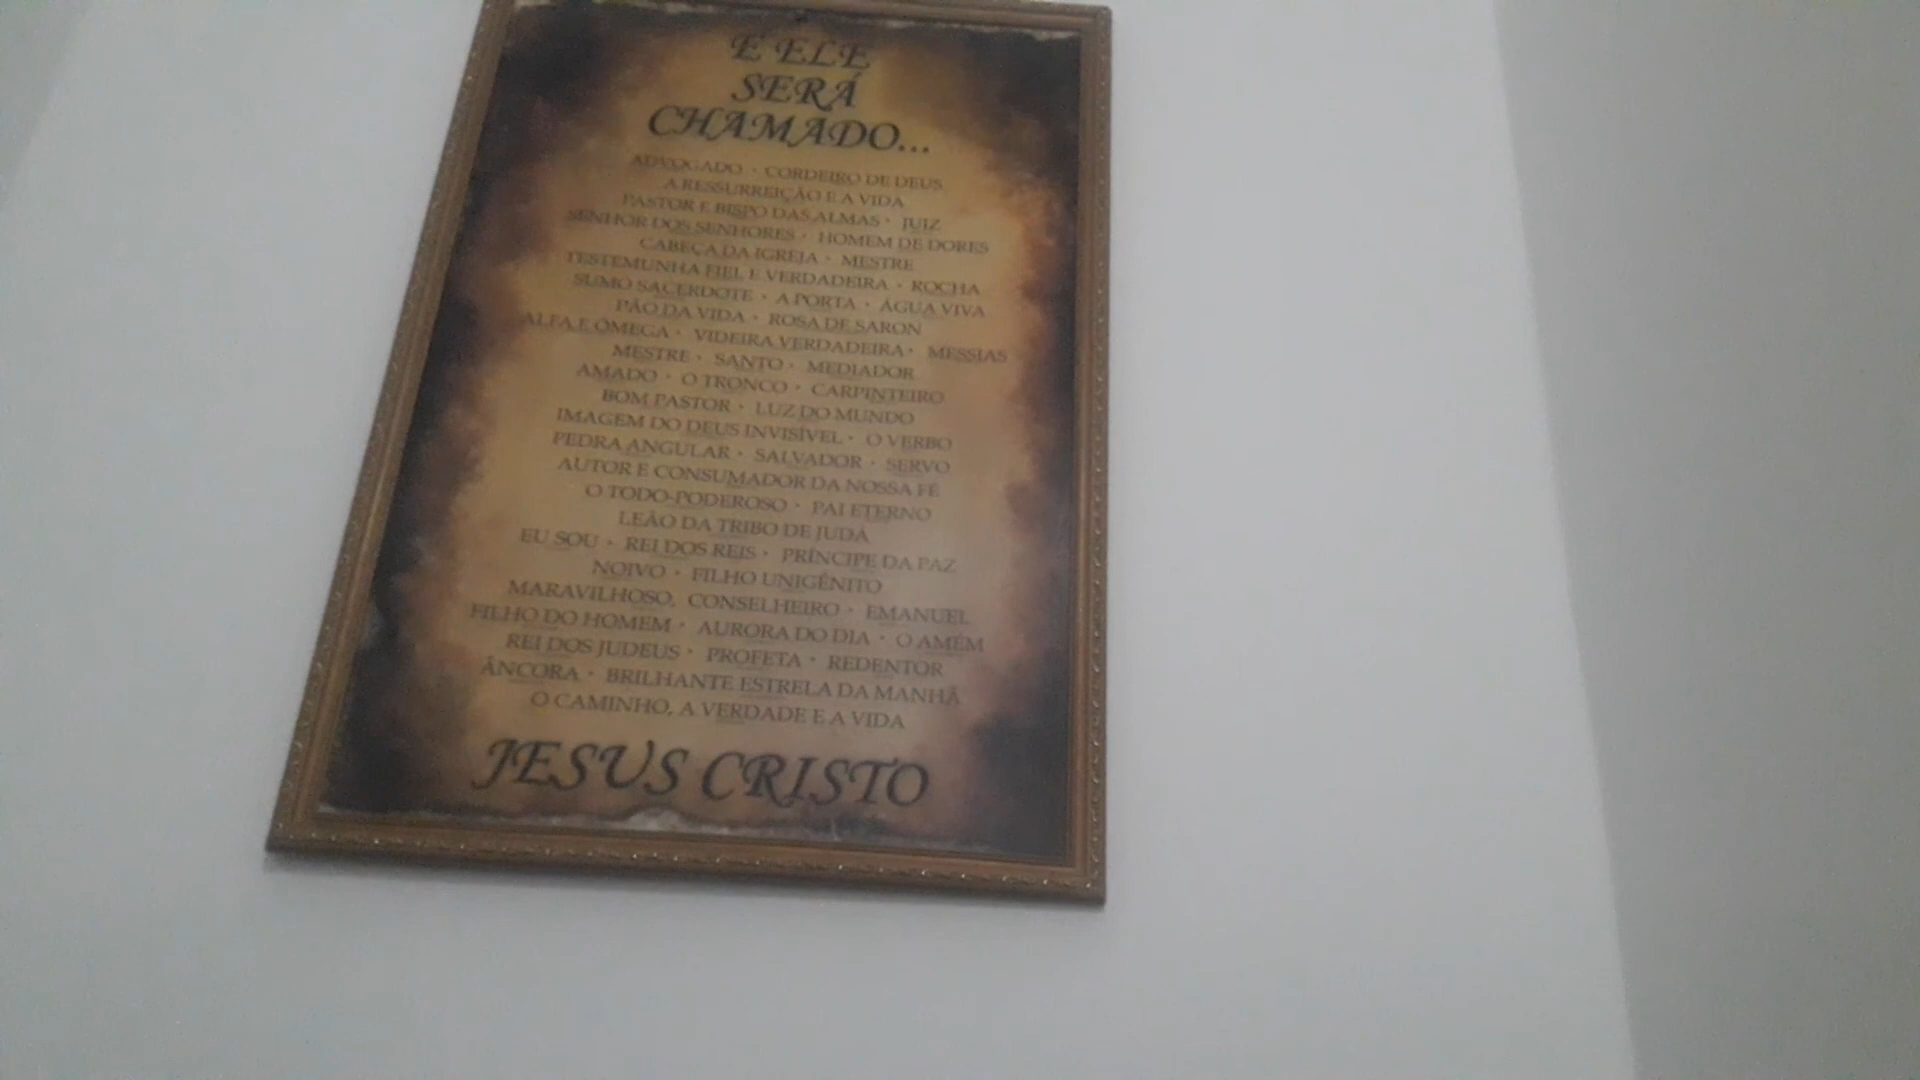 E ELE
SERÁ
CHAMADO...
ADVOGADO · CORDEIRO DE DEUS
A RESSURREIÇÃO E A VIDA
PASTOR E BISPO DAS ALMAS · JUIZ
SENHOR DOS SENHORES · HOMEM DE DORES
CABEÇA DA IGREJA · MESTRE
TESTEMUNHA FIEL E VERDADEIRA · ROCHA
SUMO SACERDOTE · A PORTA · ÁGUA VIVA
PÃO DA VIDA · ROSA DE SARON
ALFA E ÔMEGA · VIDEIRA VERDADEIRA · MESSIAS
MESTRE · SANTO · MEDIADOR
AMADO · O TRONCO · CARPINTEIRO
BOM PASTOR · LUZ DO MUNDO
IMAGEM DO DEUS INVISÍVEL · O VERBO
PEDRA ANGULAR · SALVADOR · SERVO
AUTOR E CONSUMADOR DA NOSSA FÉ
O TODO-PODEROSO · PAI ETERNO
LEÃO DA TRIBO DE JUDÁ
EU SOU · REI DOS REIS · PRÍNCIPE DA PAZ
NOIVO · FILHO UNIGÊNITO
MARAVILHOSO, CONSELHEIRO · EMANUEL
FILHO DO HOMEM · AURORA DO DIA · O AMÉM
REI DOS JUDEUS · PROFETA · REDENTOR
ÂNCORA · BRILHANTE ESTRELA DA MANHÃ
O CAMINHO, A VERDADE E A VIDA
JESUS CRISTO